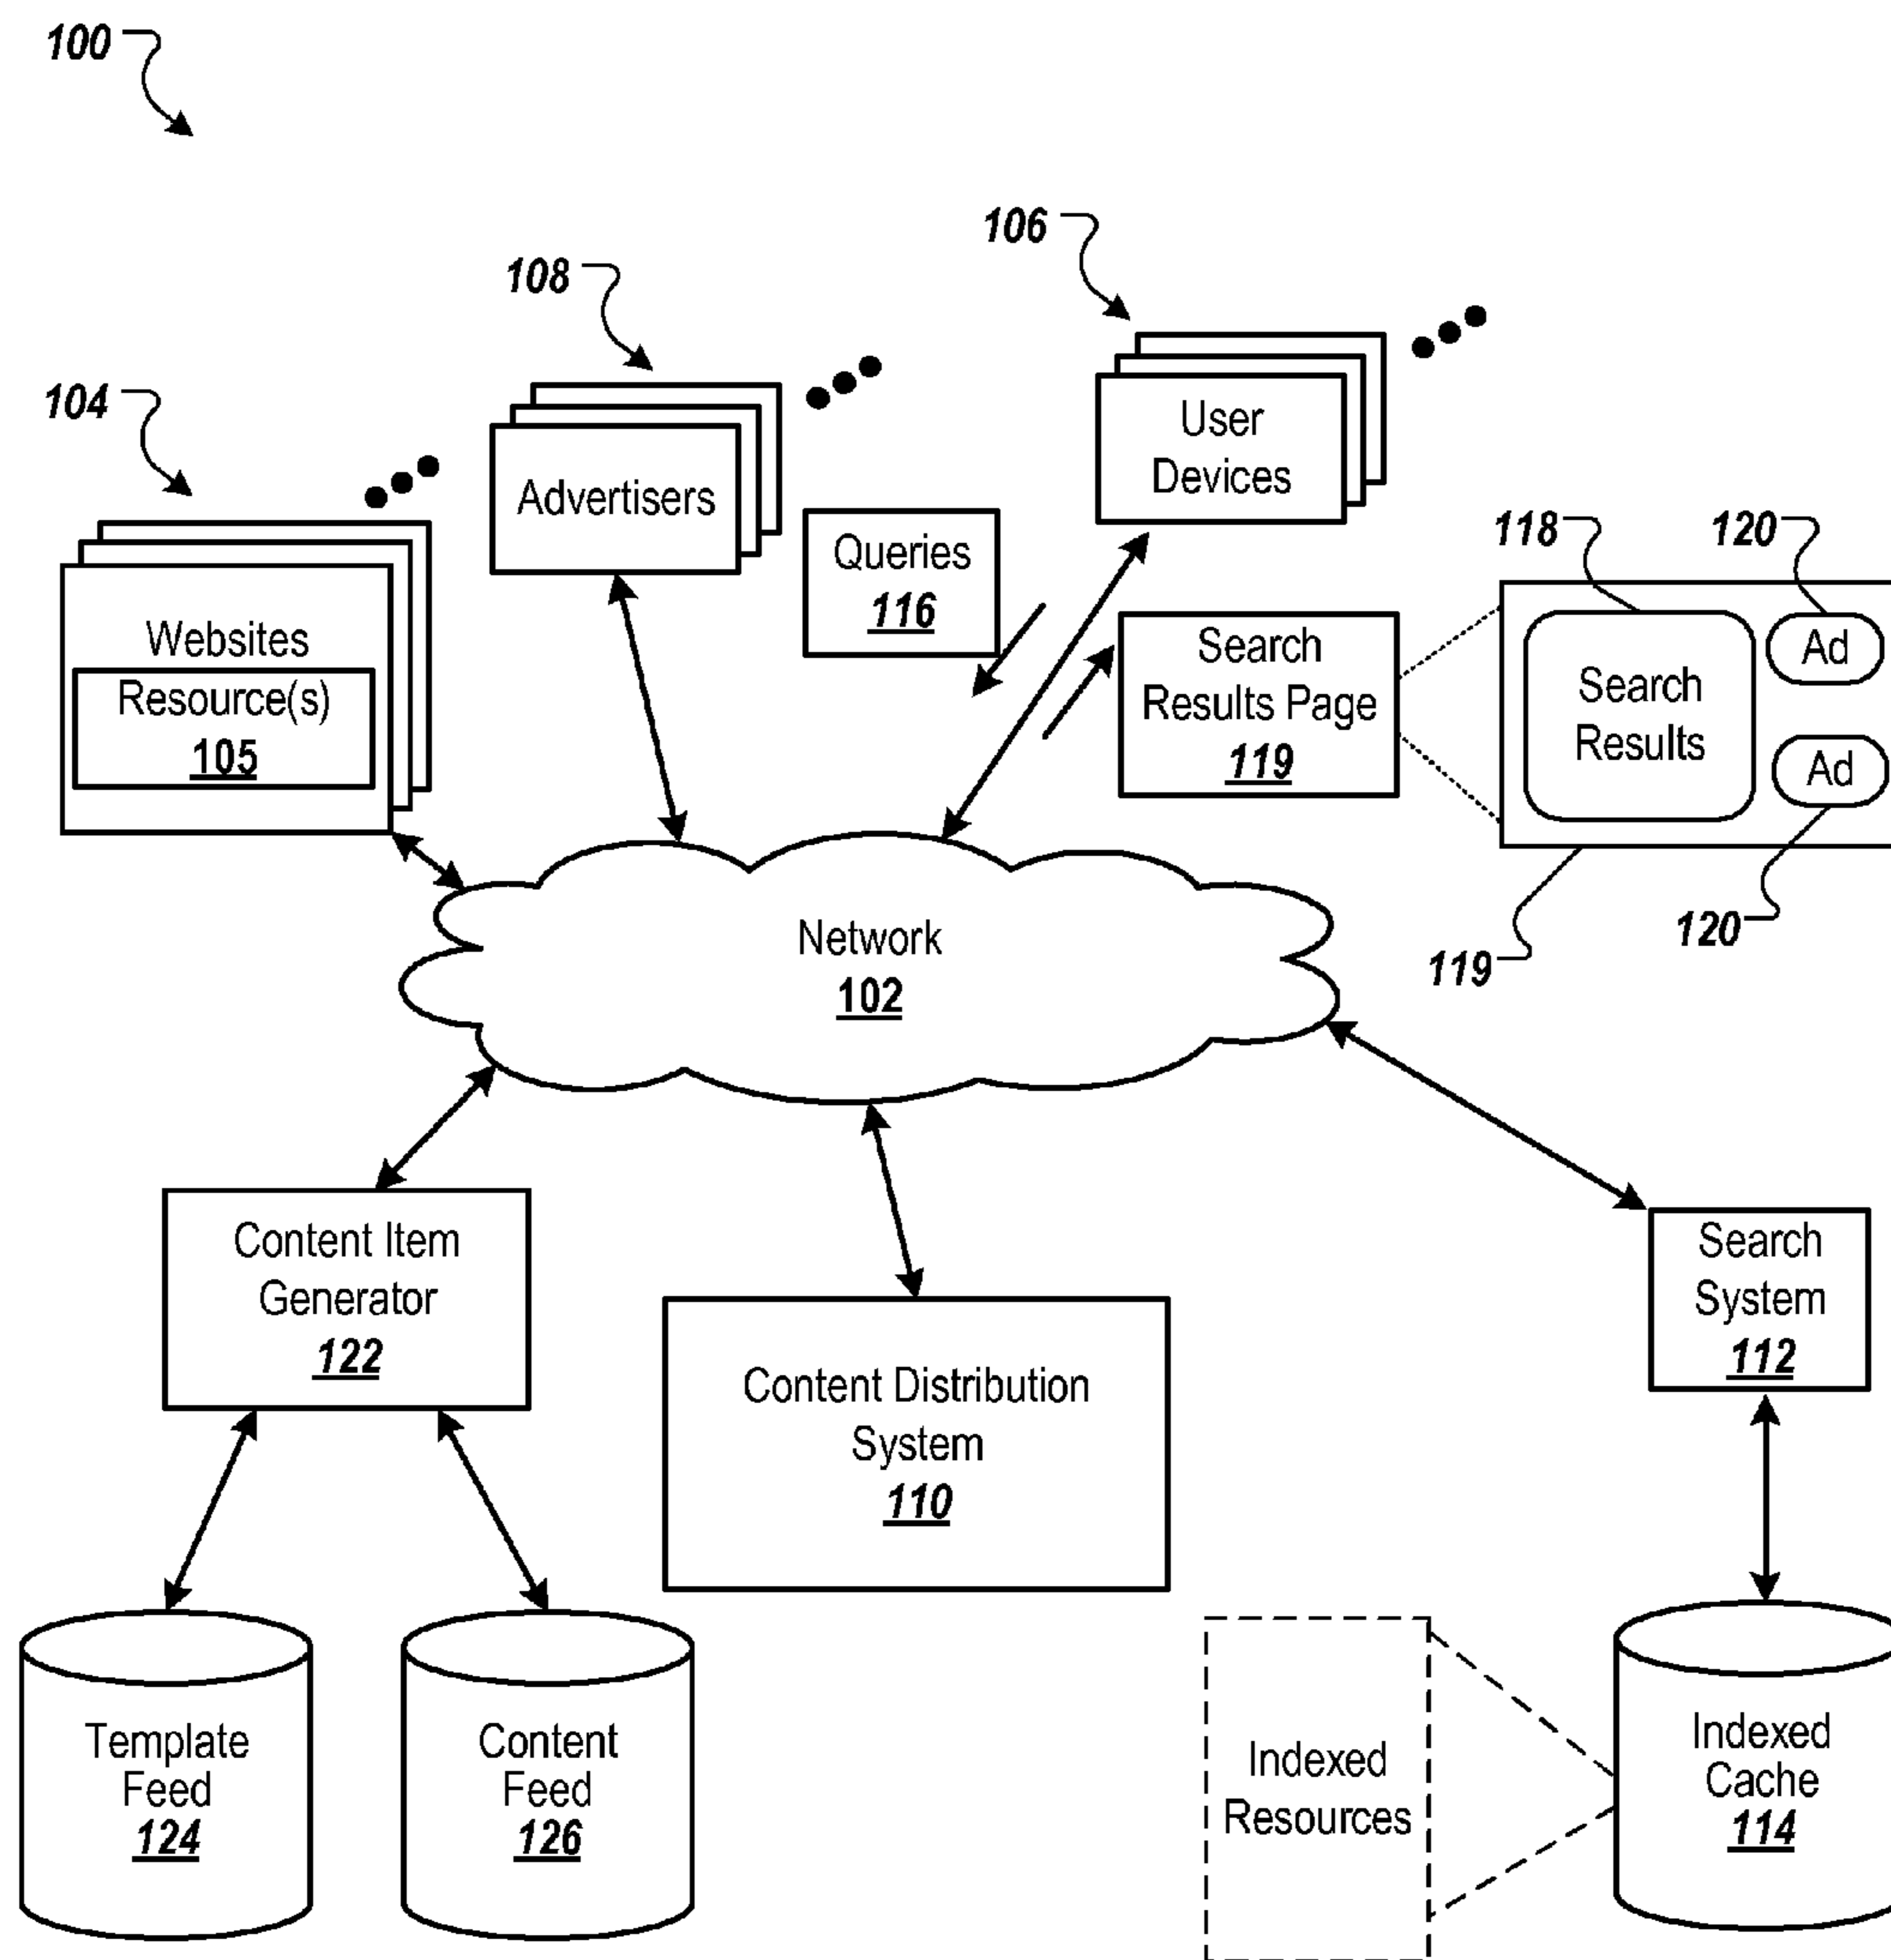 100
106
108
104
User
Devices
Advertisers
118
120
Queries
116
Websites
Resource(s)
105
Search
Results Page
119
Search
Results
Ad
Ad
120
119
Network
102
Content Item
Generator
122
Search
System
112
Content Distribution
System
110
Template
Feed
124
Content
Feed
126
Indexed
Resources
Indexed
Cache
114